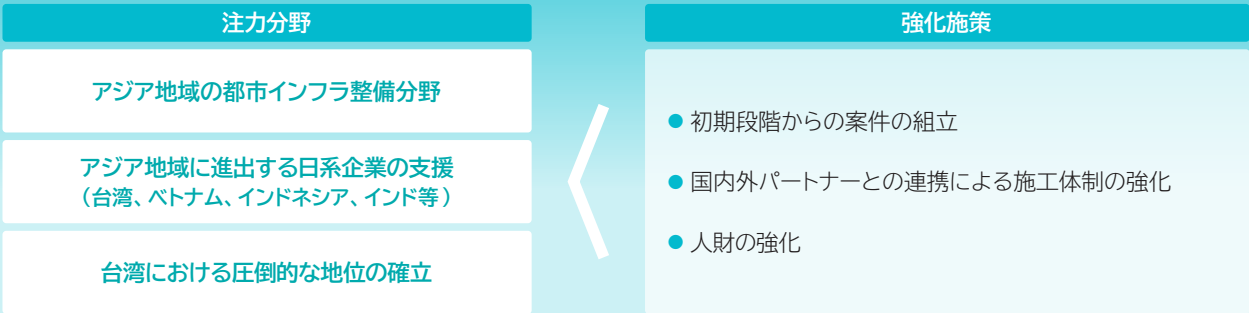 注力分野
アジア地域の都市インフラ整備分野
アジア地域に進出する日系企業の支援
（台湾、ベトナム、インドネシア、インド等）
台湾における圧倒的な地位の確立
強化施策
● 初期段階からの案件の組立
● 国内外パートナーとの連携による施工体制の強化
● 人財の強化